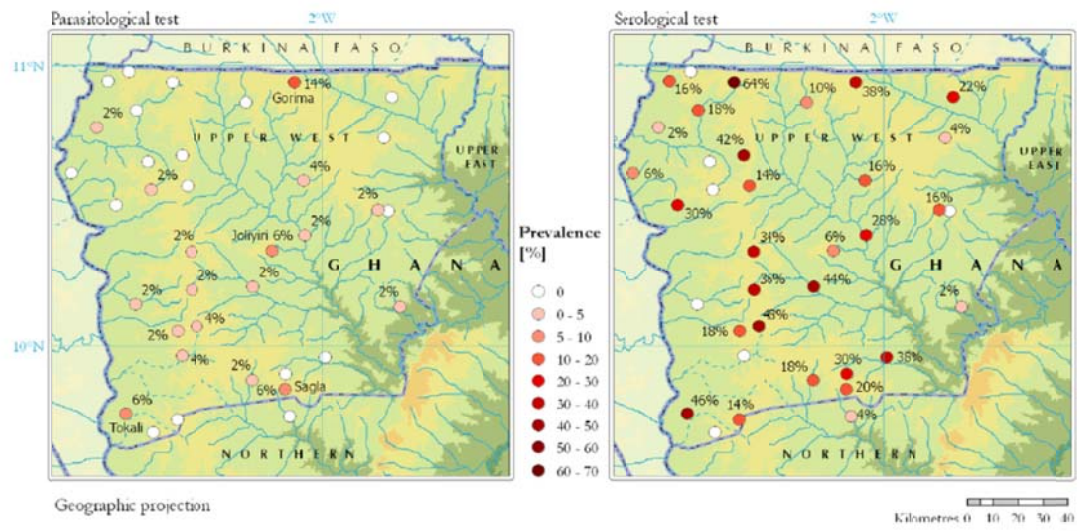 Parasitological test
2°W
Serological test
2°W
BURKINA FASO
BURKINA FASO
11°N
14%
Gorima
2%
UPPER WEST
UPPER EAST
4%
2%
2%
2%
2%
Joliyiri 6%
GHANA
2%
2%
2%
2%
4%
2%
4%
10°N
2%
6%
Sagla
6%
Tokali
NORTHERN
Prevalence
[%]
0
0 - 5
5 - 10
10 - 20
20 - 30
30 - 40
40 - 50
50 - 60
60 - 70
16%
64%
10%
38%
22%
18%
2%
UPPER WEST
4%
42%
UPPER EAST
6%
14%
16%
30%
16%
28%
6%
GHANA
44%
2%
18%
38%
30%
18%
20%
46%
14%
4%
NORTHERN
Geographic projection
Kilometres 0 10 20 30 40